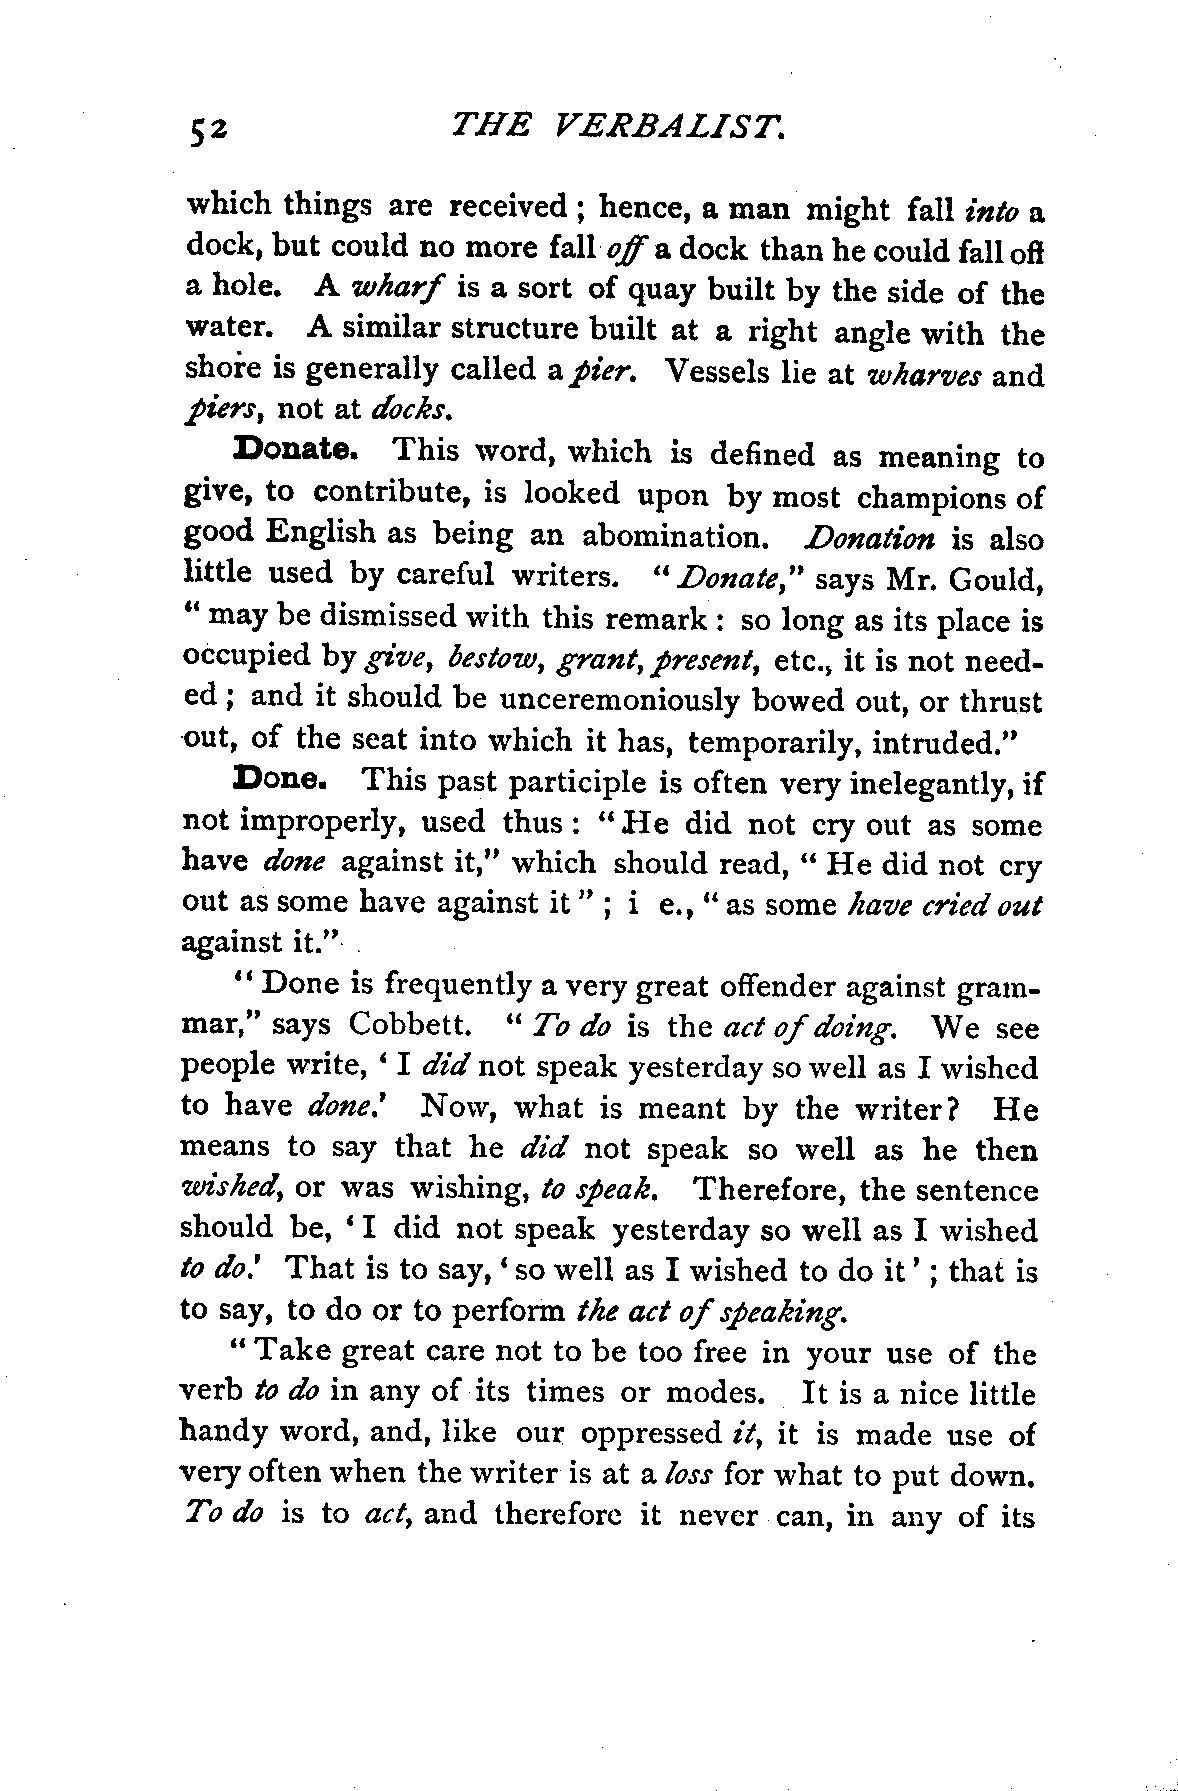 52 THE VERBALIST.
which things are received ; hence, a man might fall into a
dock, but could no more fall off a dock than he could fall off
a hole. A wharf is a sort of quay built by the side of the
water. A similar structure built at a right angle with the
shore is generally called a pier. Vessels lie at wharves and
piers, not at docks.
Donate. This word, which is defined as meaning to
give, to contribute, is looked upon by most champions of
good English as being an abomination. Donation is also
little used by careful writers. “ Donate,” says Mr. Gould,
“ may be dismissed with this remark : so long as its place is
occupied by give, bestow, grant, present, etc., it is not need-
ed ; and it should be unceremoniously bowed out, or thrust
out, of the seat into which it has, temporarily, intruded.”
Done. This past participle is often very inelegantly, if
not improperly, used thus : “ He did not cry out as some
have done against it,” which should read, “ He did not cry
out as some have against it ” ; i e., “ as some have cried out
against it.”
“ Done is frequently a very great offender against gram-
mar,” says Cobbett. “ To do is the act of doing. We see
people write, ‘ I did not speak yesterday so well as I wished
to have done.’ Now, what is meant by the writer? He
means to say that he did not speak so well as he then
wished, or was wishing, to speak. Therefore, the sentence
should be, ‘ I did not speak yesterday so well as I wished
to do.’ That is to say, ‘ so well as I wished to do it ’ ; that is
to say, to do or to perform the act of speaking.
“ Take great care not to be too free in your use of the
verb to do in any of its times or modes. It is a nice little
handy word, and, like our oppressed it, it is made use of
very often when the writer is at a loss for what to put down.
To do is to act, and therefore it never can, in any of its